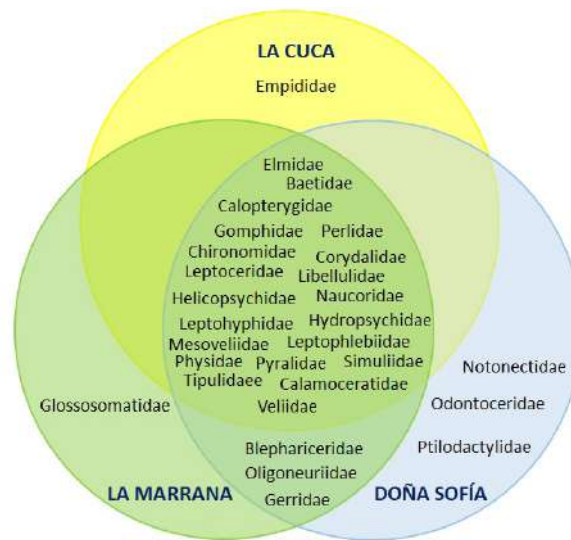 LA CUCA
Empididae
Elmidae
Baetidae
Calopterygidae
Gomphidae Perlidae
Chironomidae Corydalidae
Leptoceridae Libellulidae
Helicopsychidae Naucoridae
Leptohyphidae Hydropsychidae
Mesoveliidae Leptophlebiidae
Physidae Pyralidae Simuliidae
Tipulidaee Calamoceratidae
Veliidae
Notonectidae
Glossosomatidae
Odontoceridae
Ptilodactylidae
Blephariceridae
Oligoneuriidae
Gerridae
LA MARRANA
DOÑA SOFÍA